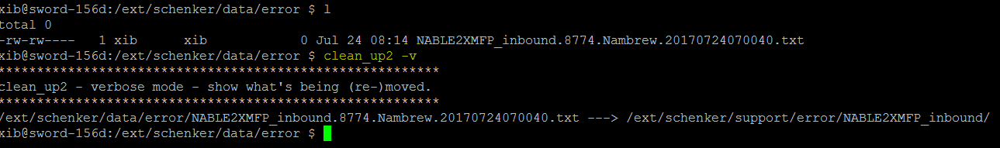 xib@sword-156d:/ext/schenker/data/error $ l
total 0
-rw-rw----   1 xib      xib            0 Jul 24 08:14 NABLE2XMFP_inbound.8774.Nambrew.20170724070040.txt
xib@sword-156d:/ext/schenker/data/error $ clean_up2 -v
*********************************************************
clean_up2 - verbose mode - show what's being (re-)moved.
*********************************************************
/ext/schenker/data/error/NABLE2XMFP_inbound.8774.Nambrew.20170724070040.txt ---> /ext/schenker/support/error/NABLE2XMFP_inbound/
xib@sword-156d:/ext/schenker/data/error $